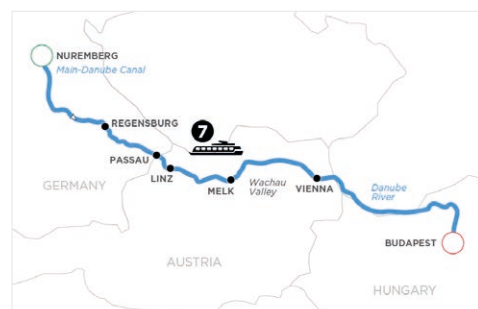 NUREMBERG
Main-Danube Canal
REGENSBURG
7
PASSAU
LINZ
MELK
Wachau
Valley
VIENNA
Danube
River
GERMANY
BUDAPEST
AUSTRIA
HUNGARY